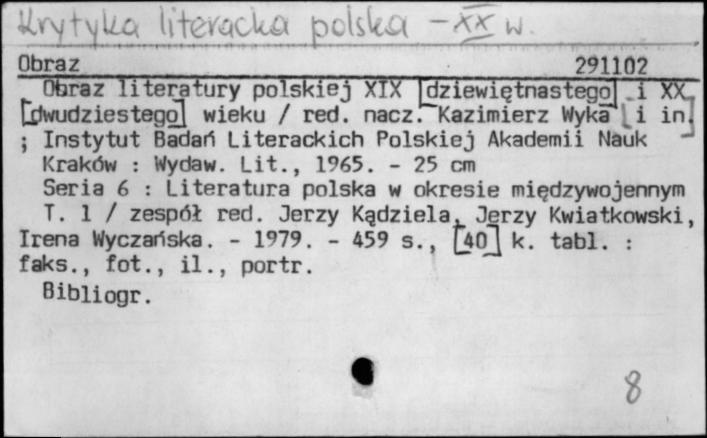 Krytyka literacka polska - XX w.
Obraz 291102
Obraz literatury polskiej XIX [dziewiętnastego] i XX
[dwudziestego] wieku / red. nacz. Kazimierz Wyka [i in.]
; Instytut Badań Literackich Polskiej Akademii Nauk
Kraków : Wydaw. Lit., 1965. - 25 cm
Seria 6 : Literatura polska w okresie międzywojennym
T. 1 / zespół red. Jerzy Kądziela, Jerzy Kwiatkowski,
Irena Wyczańska. - 1979. - 459 s., [40] k. tabl. :
faks., fot., il., portr.
Bibliogr.
8